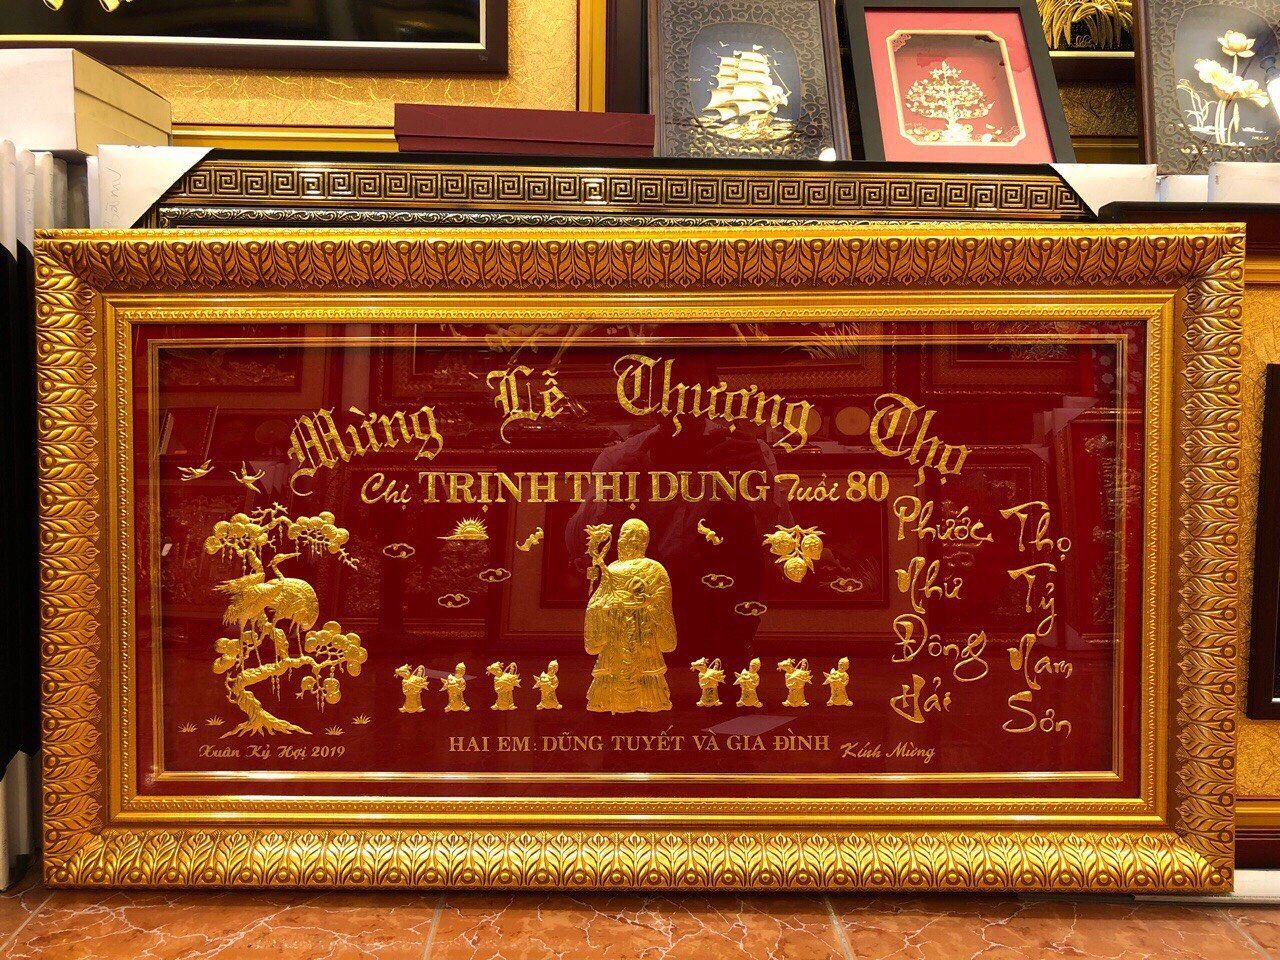 Mừng Lễ Thượng Thọ
Chị TRỊNH THỊ DUNG Tuổi 80
Phước Như Đông Hải
Thọ Tỷ Nam Sơn
Xuân Kỷ Hợi 2019
HAI EM: DŨNG TUYẾT VÀ GIA ĐÌNH
Kính Mừng